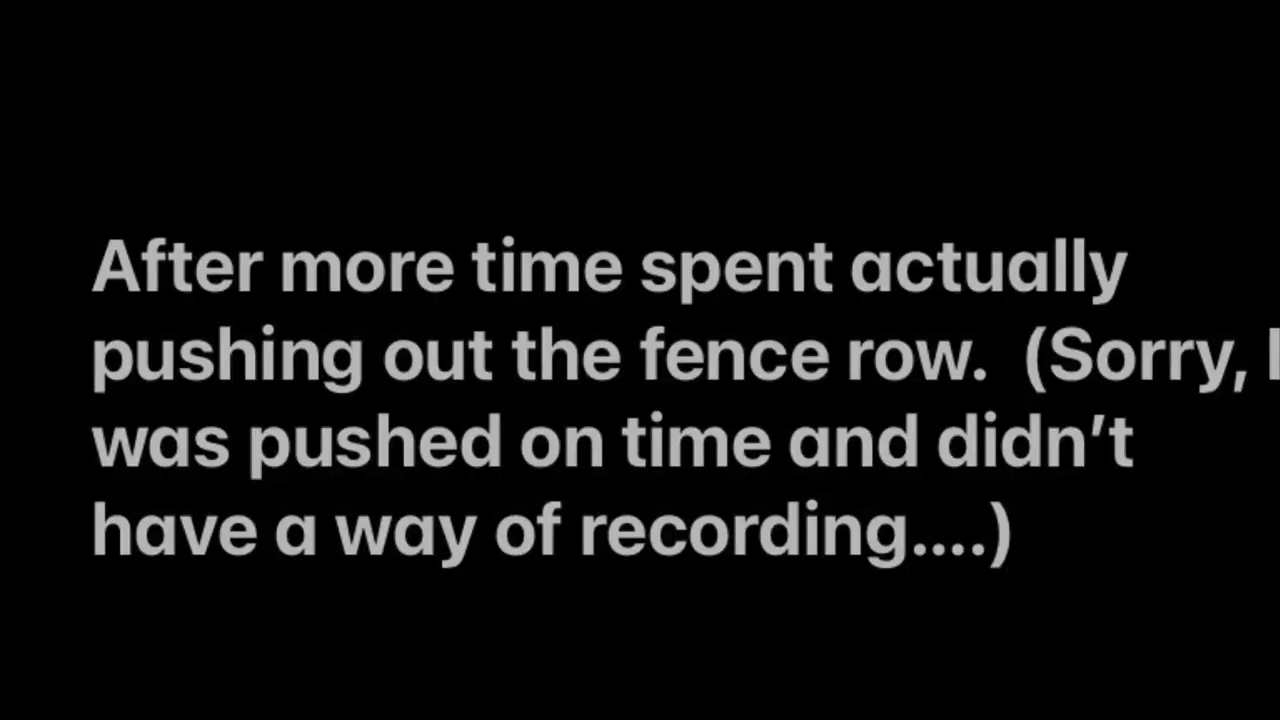 After more time spent actually
pushing out the fence row.  (Sorry, I
was pushed on time and didn’t
have a way of recording....)